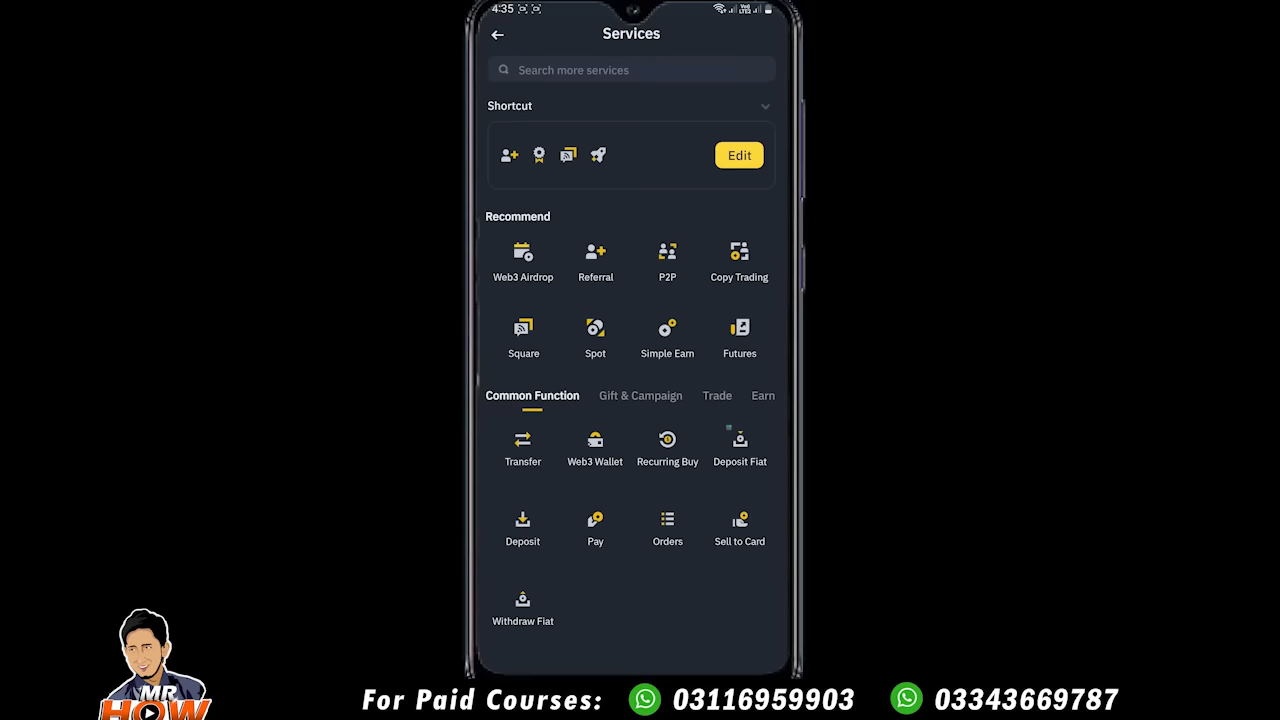 4:35
Services
Search more services
Shortcut
Edit
Recommend
Web3 Airdrop Referral P2P Copy Trading
Square Spot Simple Earn Futures
Common Function Gift & Campaign Trade Earn
Transfer Web3 Wallet Recurring Buy Deposit Fiat
Deposit Pay Orders Sell to Card
Withdraw Fiat
MR
HOW
For Paid Courses: 03116959903 03343669787